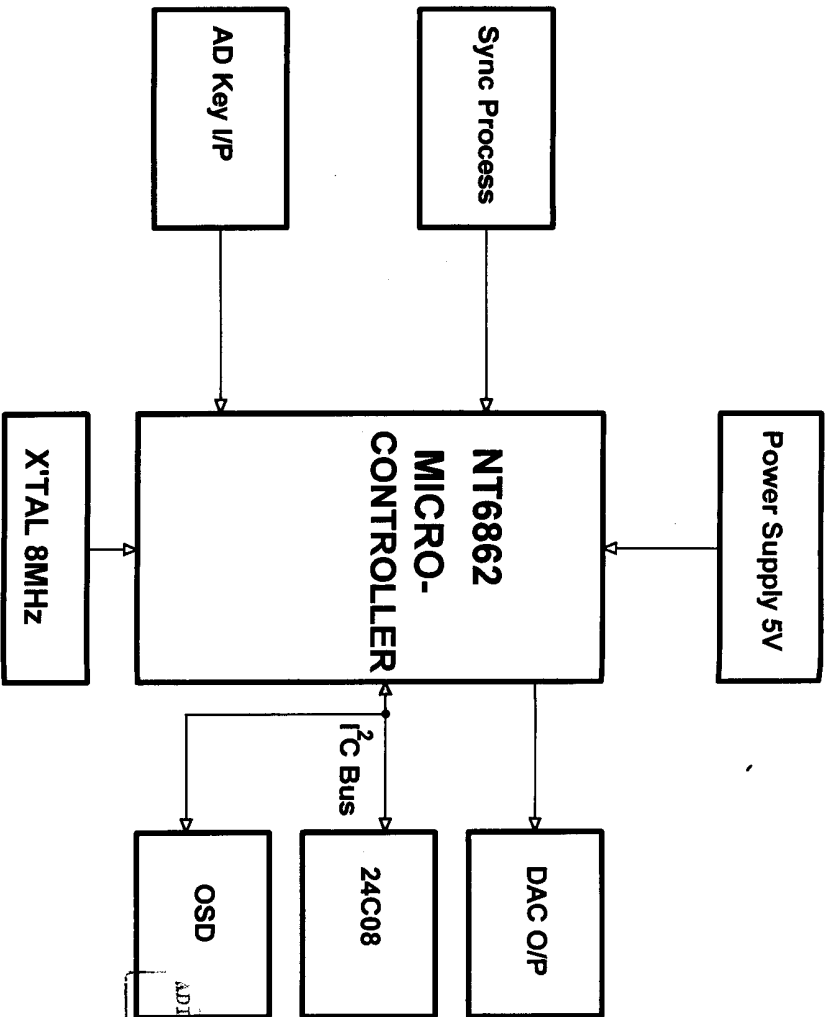 Power Supply 5V
Sync Process
AD Key I/P
NT6862
MICRO-
CONTROLLER
X'TAL 8MHz
DAC O/P
I²C Bus
24C08
OSD